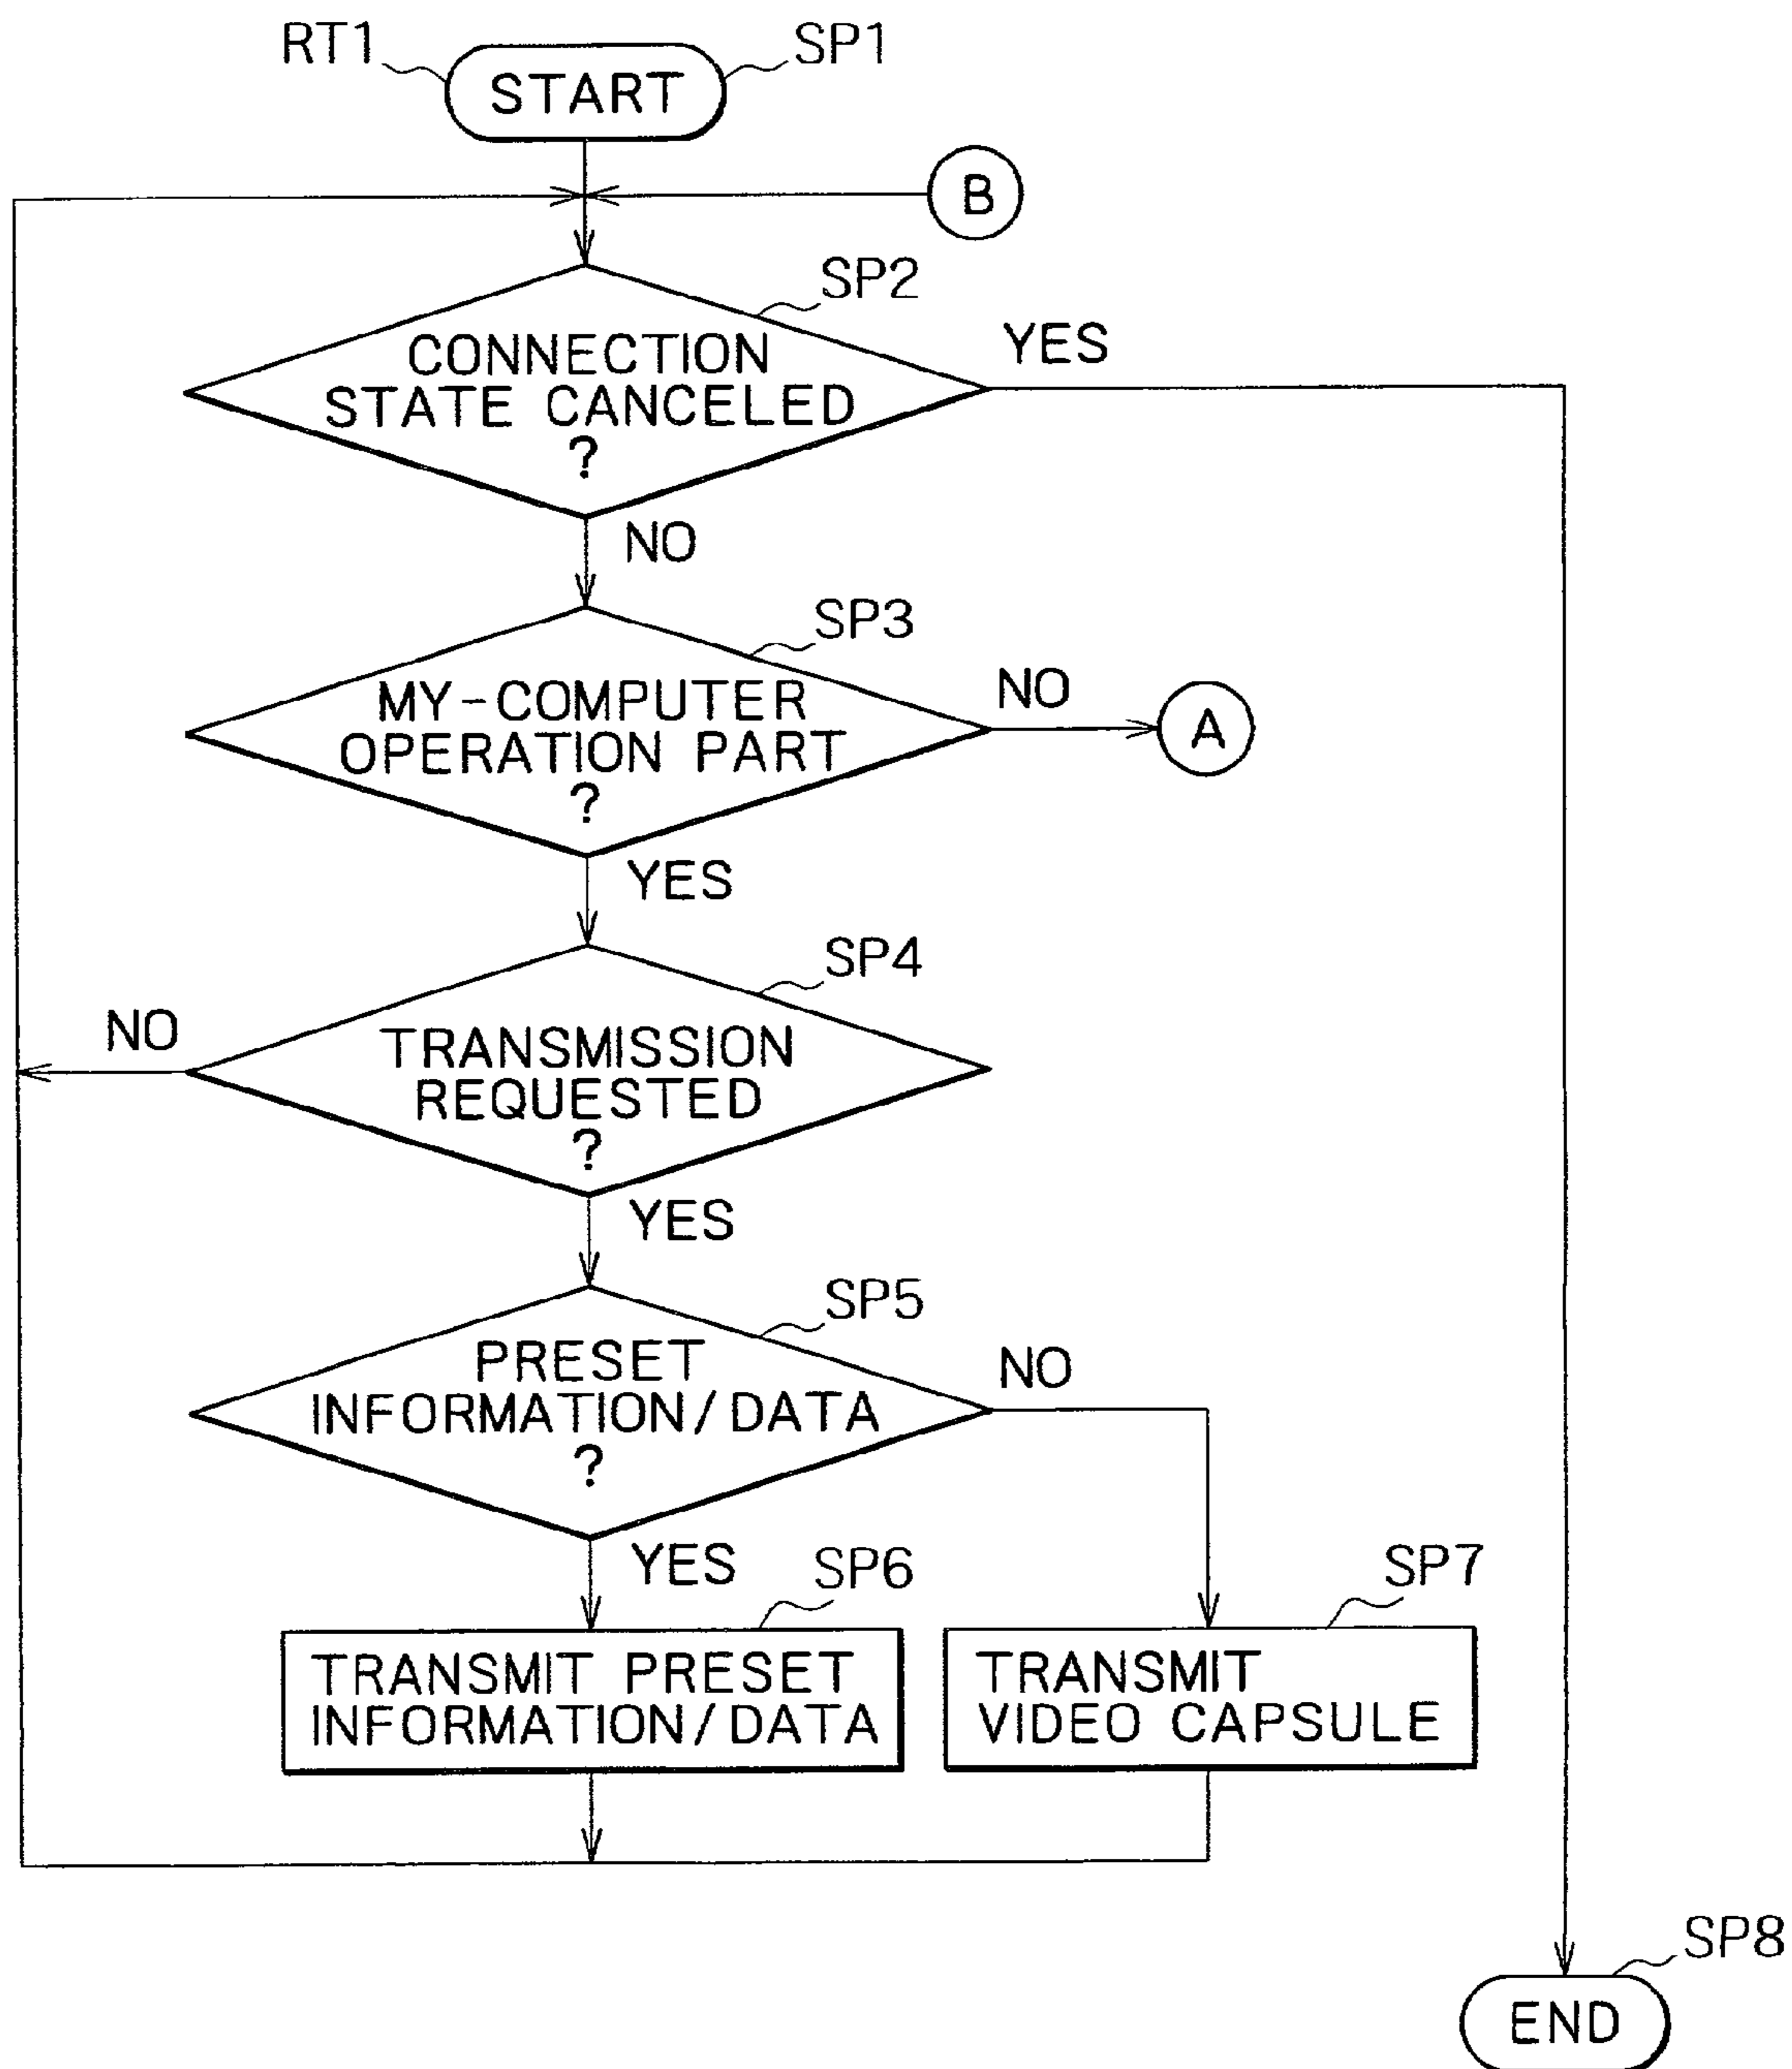 RT1
START
SP1
B
SP2
CONNECTION
STATE CANCELED
?
YES
NO
SP3
MY-COMPUTER
OPERATION PART
?
NO
A
YES
SP4
TRANSMISSION
REQUESTED
?
NO
YES
SP5
PRESET
INFORMATION/DATA
?
NO
YES
SP6
TRANSMIT PRESET
INFORMATION/DATA
SP7
TRANSMIT
VIDEO CAPSULE
SP8
END